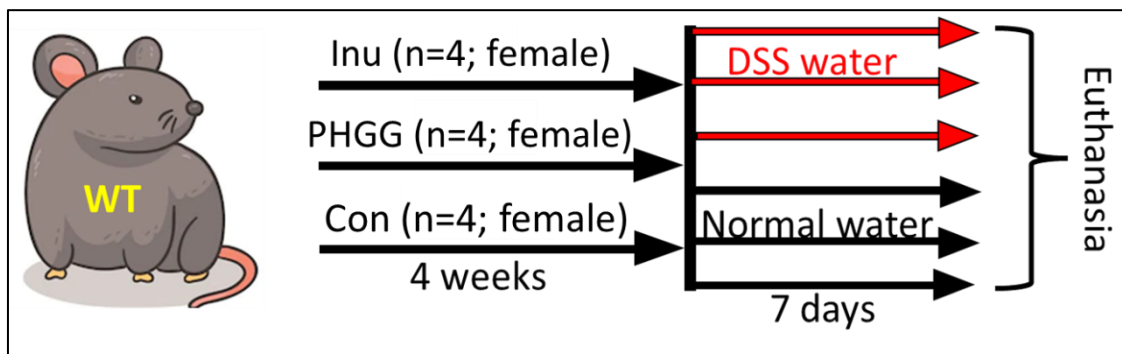 WT
Inu (n=4; female)
PHGG (n=4; female)
Con (n=4; female)
4 weeks
DSS water
Normal water
7 days
Euthanasia